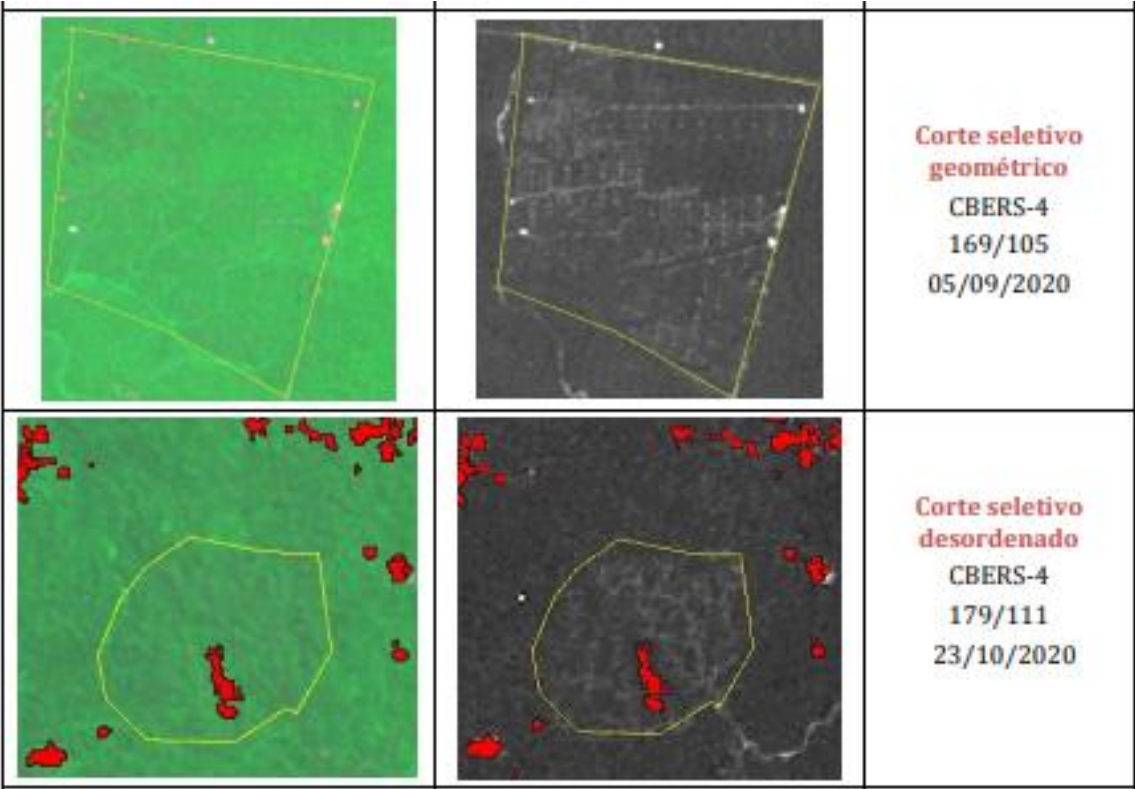 Corte seletivo
geométrico
CBERS-4
169/105
05/09/2020
Corte seletivo
desordenado
CBERS-4
179/111
23/10/2020